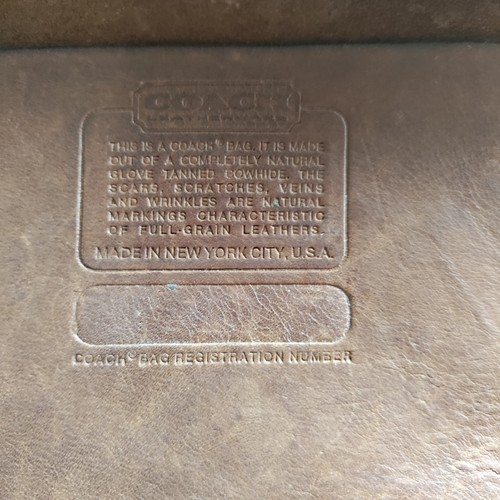 COACH
LEATHERWARE
THIS IS A COACH® BAG. IT IS MADE
OUT OF A COMPLETELY NATURAL
GLOVE TANNED COWHIDE. THE
SCARS, SCRATCHES, VEINS
AND WRINKLES ARE NATURAL
MARKINGS CHARACTERISTIC
OF FULL-GRAIN LEATHERS.
MADE IN NEW YORK CITY, U.S.A.
COACH® BAG REGISTRATION NUMBER